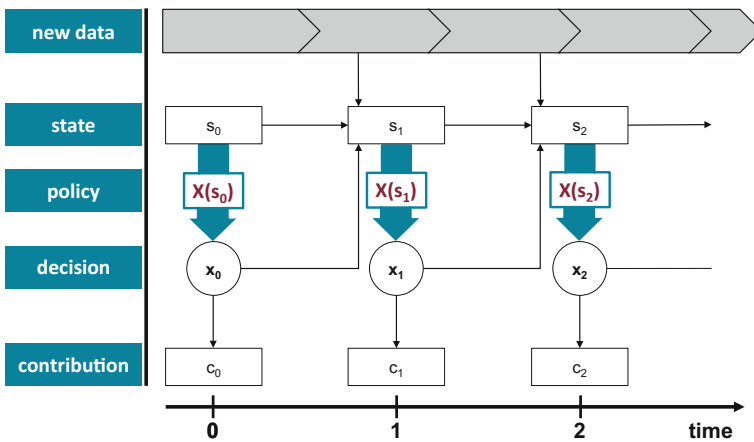 new data
state s₀ s₁ s₂
policy X(s₀) X(s₁) X(s₂)
decision x₀ x₁ x₂
contribution c₀ c₁ c₂
0 1 2 time